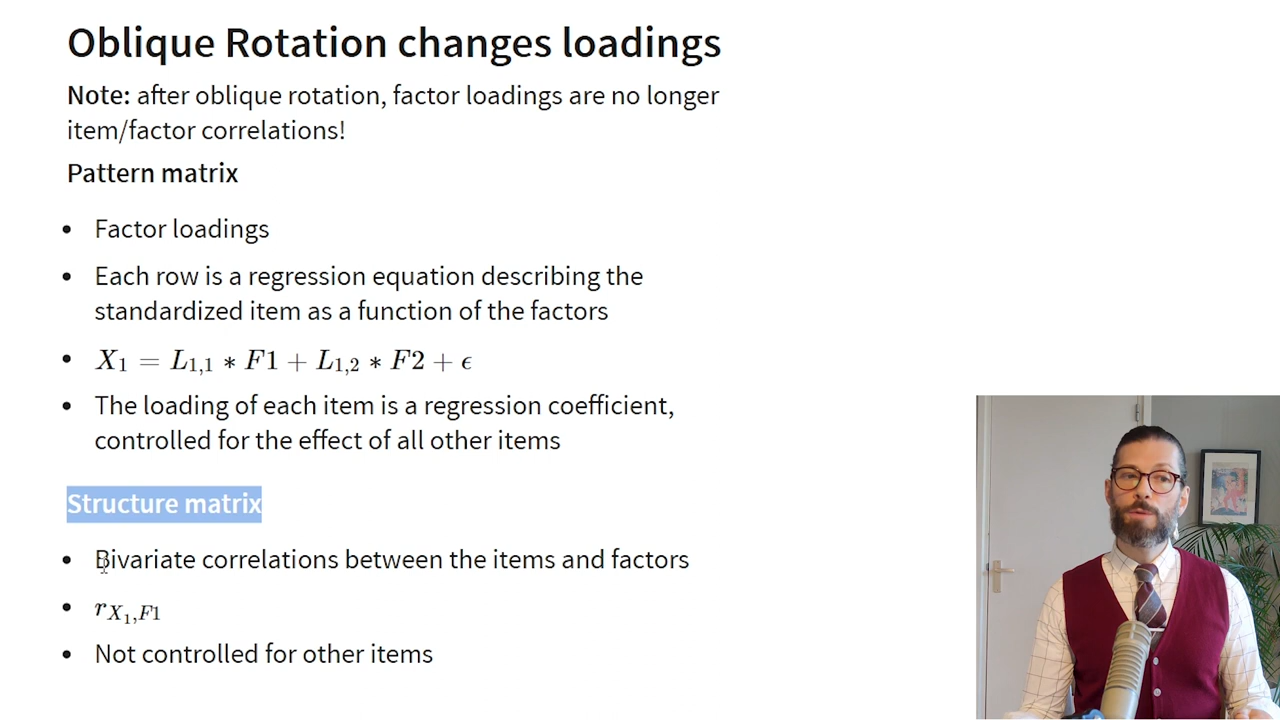 Oblique Rotation changes loadings
Note: after oblique rotation, factor loadings are no longer
item/factor correlations!
Pattern matrix
• Factor loadings
• Each row is a regression equation describing the
standardized item as a function of the factors
• X₁ = L₁,₁ * F1 + L₁,₂ * F2 + ϵ
• The loading of each item is a regression coefficient,
controlled for the effect of all other items
Structure matrix
• Bivariate correlations between the items and factors
• r_{X₁,F1}
• Not controlled for other items